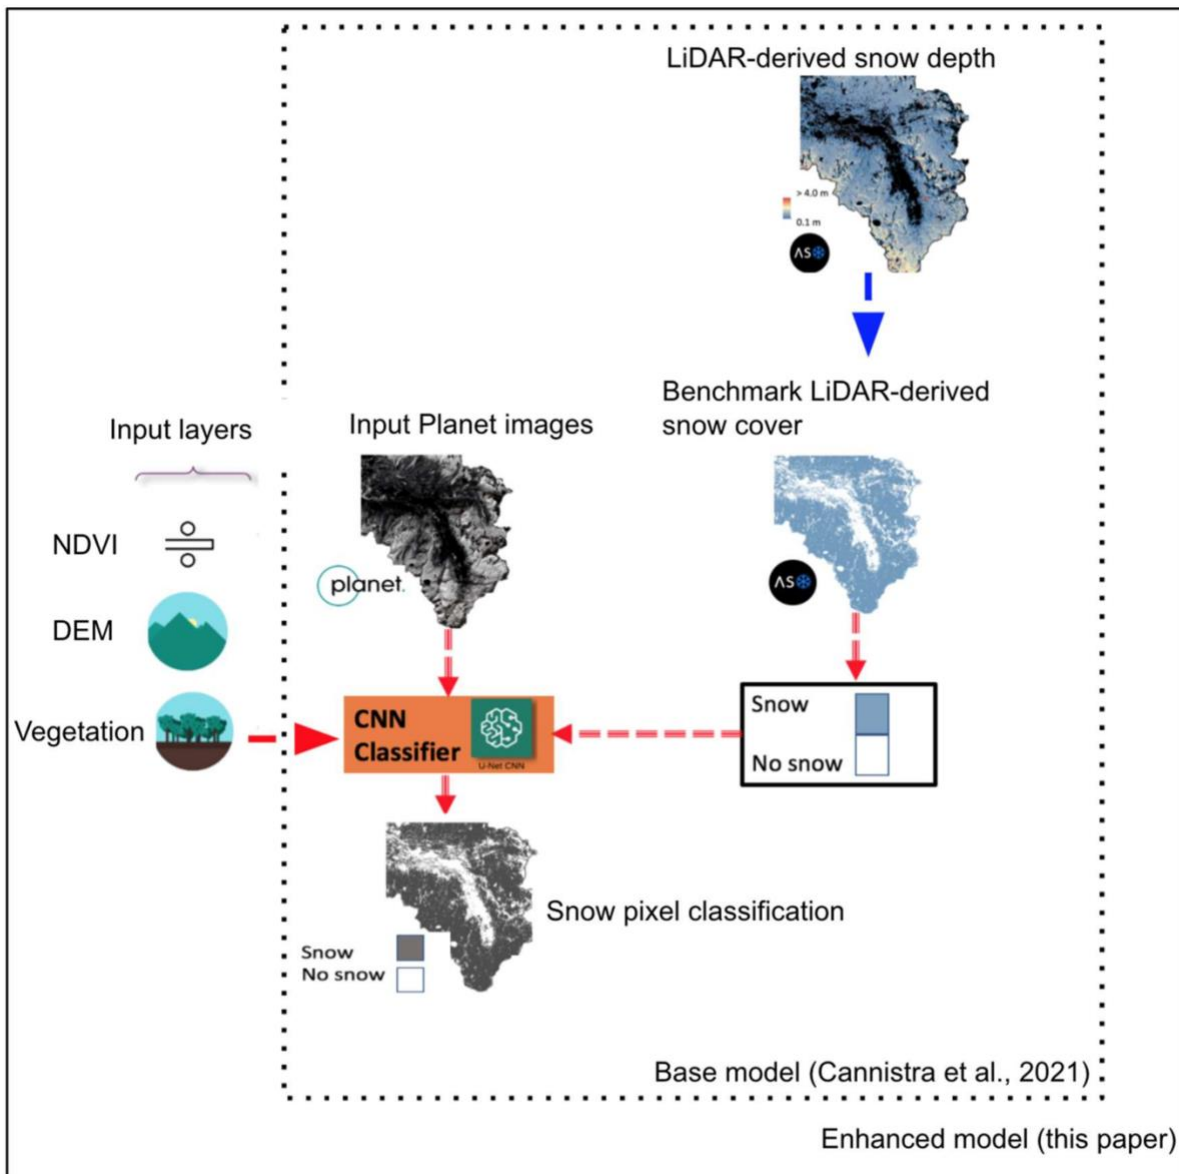 LiDAR-derived snow depth
> 4.0 m
0.1 m
ASO
Benchmark LiDAR-derived
snow cover
Input layers
Input Planet images
NDVI
planet.
ASO
DEM
Vegetation
CNN
Classifier
U-Net CNN
Snow
No snow
Snow pixel classification
Snow
No snow
Base model (Cannistra et al., 2021)
Enhanced model (this paper)